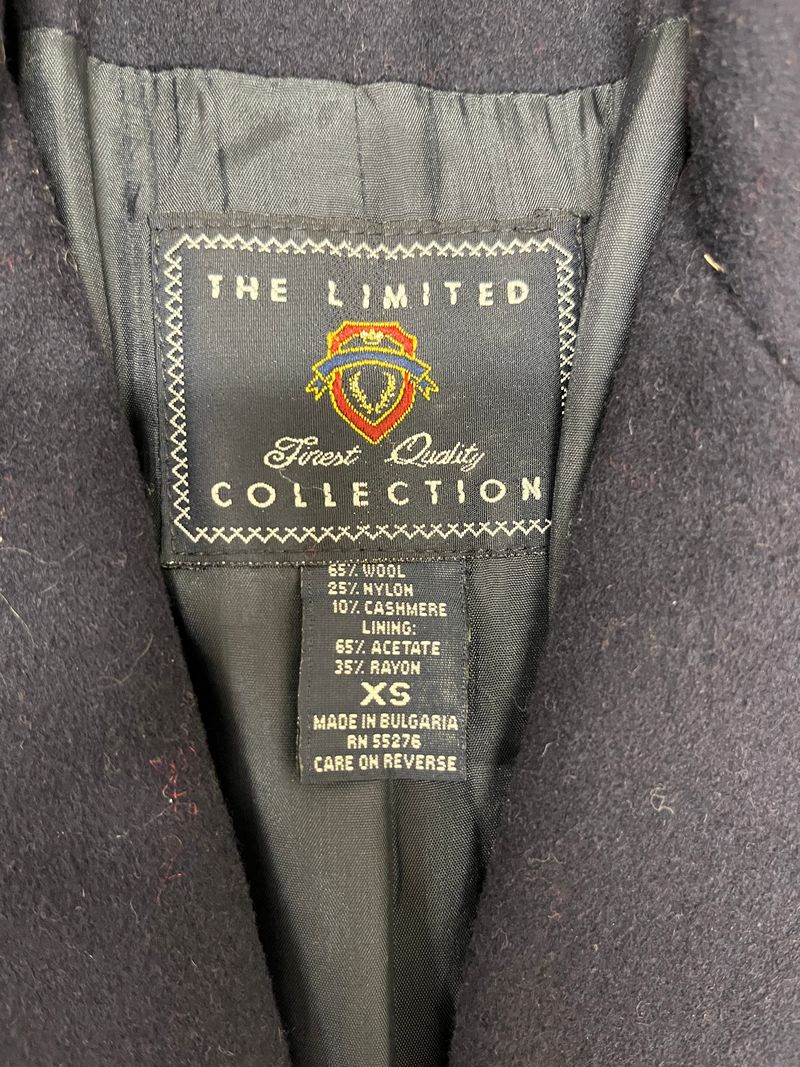 THE LIMITED
Finest Quality
COLLECTION
65% WOOL
25% NYLON
10% CASHMERE
LINING:
65% ACETATE
35% RAYON
XS
MADE IN BULGARIA
RN 55276
CARE ON REVERSE